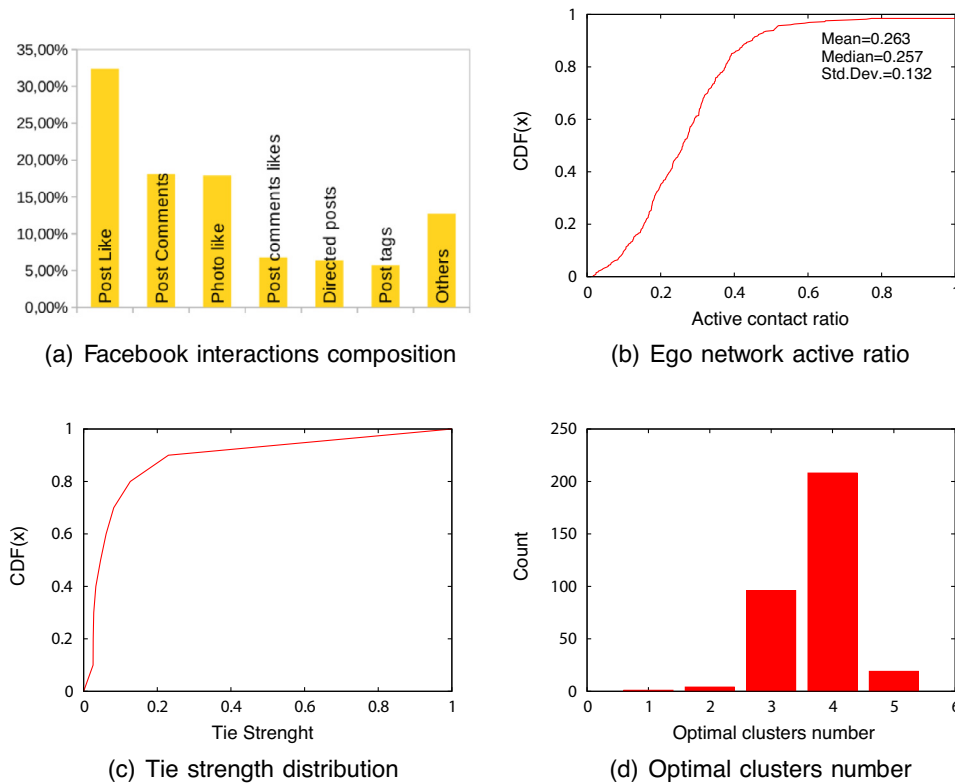 35,00%
30,00%
25,00%
20,00%
15,00%
10,00%
5,00%
0,00%
Post Like
Post Comments
Photo like
Post comments likes
Directed posts
Post tags
Others
(a) Facebook interactions composition
1
0.8
0.6
0.4
0.2
0
CDF(x)
Mean=0.263
Median=0.257
Std.Dev.=0.132
0 0.2 0.4 0.6 0.8 1
Active contact ratio
(b) Ego network active ratio
1
0.8
0.6
0.4
0.2
0
CDF(x)
0 0.2 0.4 0.6 0.8 1
Tie Strenght
(c) Tie strength distribution
250
200
150
100
50
0
Count
0 1 2 3 4 5 6
Optimal clusters number
(d) Optimal clusters number